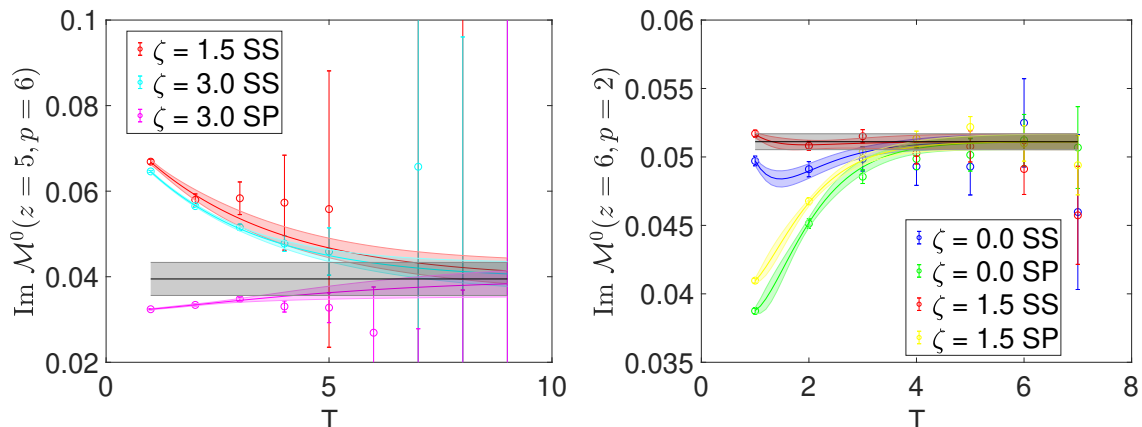 Im 𝓜⁰(z = 5, p = 6)
0.1
0.08
0.06
0.04
0.02
0
5
10
T
ζ = 1.5 SS
ζ = 3.0 SS
ζ = 3.0 SP
Im 𝓜⁰(z = 6, p = 2)
0.06
0.055
0.05
0.045
0.04
0.035
0
2
4
6
8
T
ζ = 0.0 SS
ζ = 0.0 SP
ζ = 1.5 SS
ζ = 1.5 SP